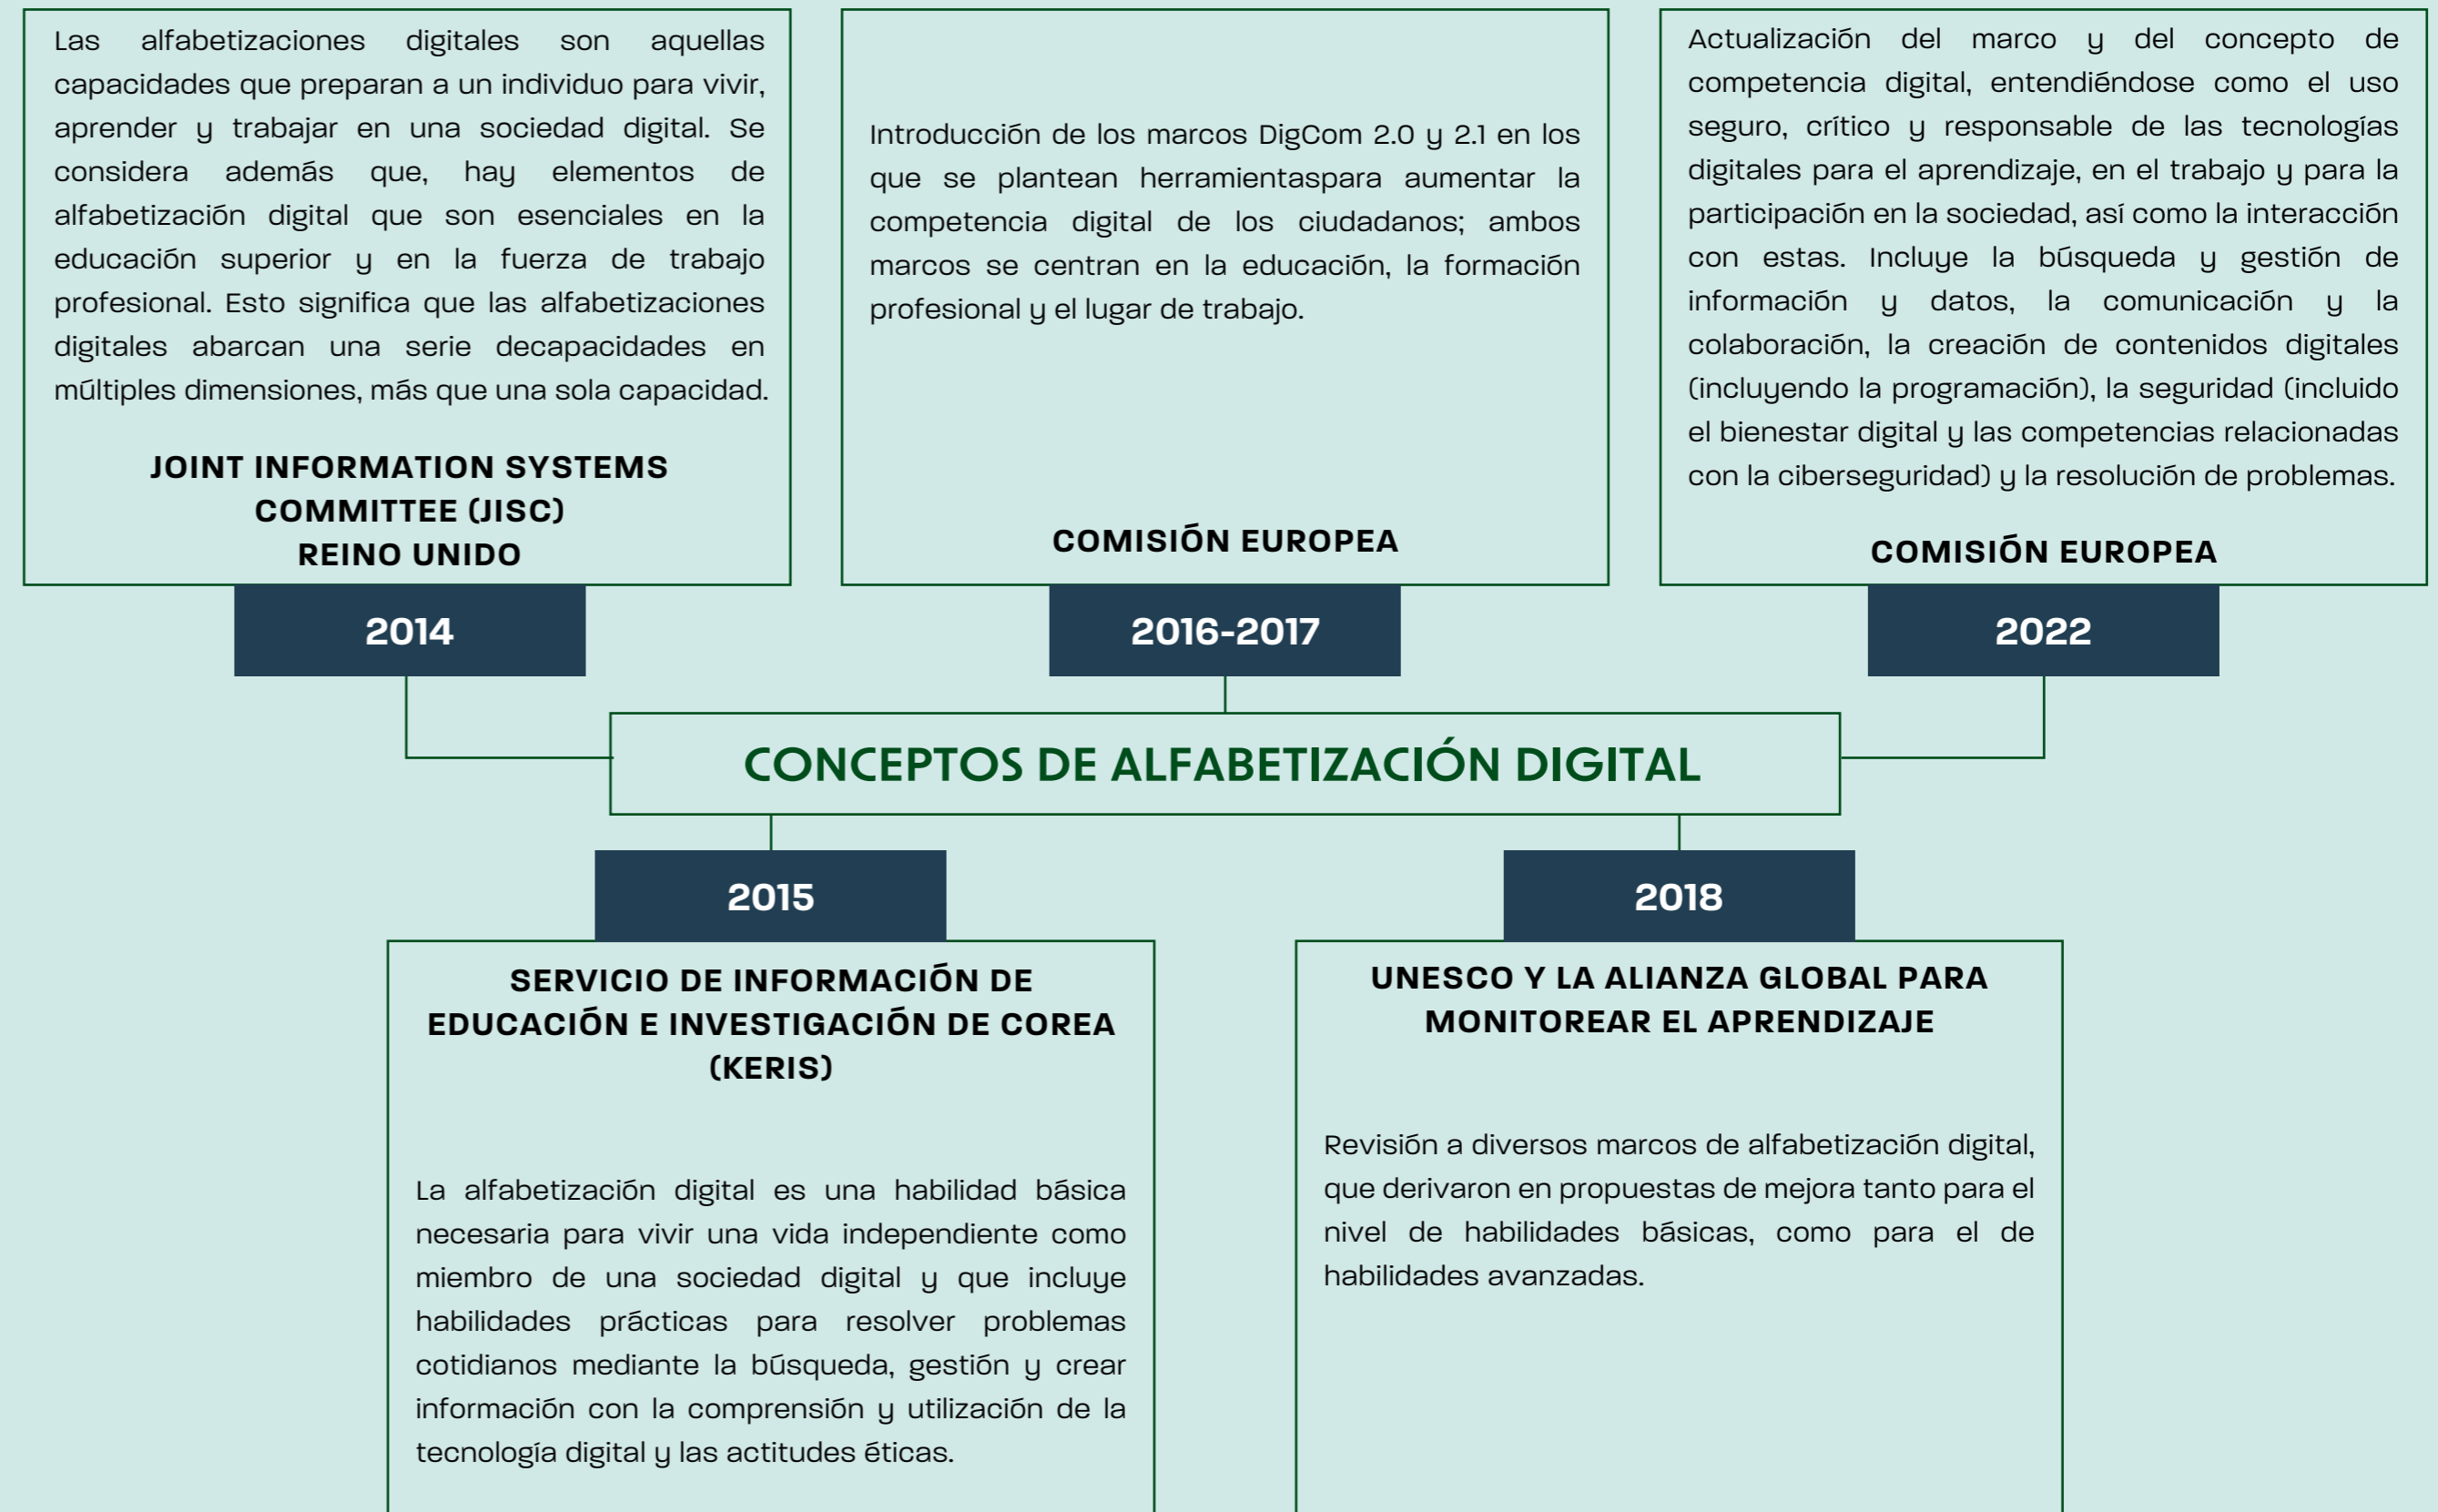 Las alfabetizaciones digitales son aquellas
capacidades que preparan a un individuo para vivir,
aprender y trabajar en una sociedad digital. Se
considera además que, hay elementos de
alfabetización digital que son esenciales en la
educación superior y en la fuerza de trabajo
profesional. Esto significa que las alfabetizaciones
digitales abarcan una serie decapacidades en
múltiples dimensiones, más que una sola capacidad.
JOINT INFORMATION SYSTEMS
COMMITTEE (JISC)
REINO UNIDO
2014
Introducción de los marcos DigCom 2.0 y 2.1 en los
que se plantean herramientaspara aumentar la
competencia digital de los ciudadanos; ambos
marcos se centran en la educación, la formación
profesional y el lugar de trabajo.
COMISIÓN EUROPEA
2016-2017
Actualización del marco y del concepto de
competencia digital, entendiéndose como el uso
seguro, crítico y responsable de las tecnologías
digitales para el aprendizaje, en el trabajo y para la
participación en la sociedad, así como la interacción
con estas. Incluye la búsqueda y gestión de
información y datos, la comunicación y la
colaboración, la creación de contenidos digitales
(incluyendo la programación), la seguridad (incluido
el bienestar digital y las competencias relacionadas
con la ciberseguridad) y la resolución de problemas.
COMISIÓN EUROPEA
2022
CONCEPTOS DE ALFABETIZACIÓN DIGITAL
2015
SERVICIO DE INFORMACIÓN DE
EDUCACIÓN E INVESTIGACIÓN DE COREA
(KERIS)
La alfabetización digital es una habilidad básica
necesaria para vivir una vida independiente como
miembro de una sociedad digital y que incluye
habilidades prácticas para resolver problemas
cotidianos mediante la búsqueda, gestión y crear
información con la comprensión y utilización de la
tecnología digital y las actitudes éticas.
2018
UNESCO Y LA ALIANZA GLOBAL PARA
MONITOREAR EL APRENDIZAJE
Revisión a diversos marcos de alfabetización digital,
que derivaron en propuestas de mejora tanto para el
nivel de habilidades básicas, como para el de
habilidades avanzadas.